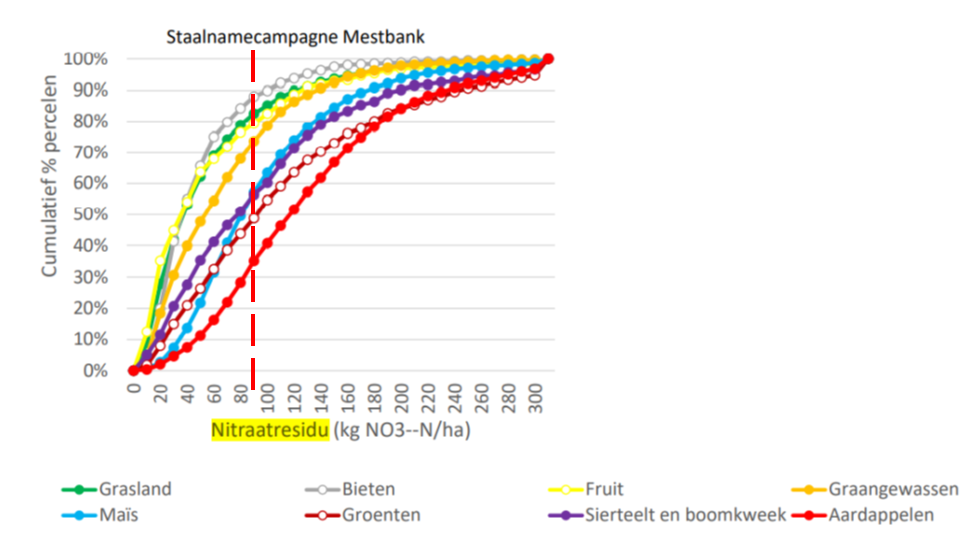 Staalnamecampagne Mestbank
100%
90%
80%
70%
60%
50%
40%
30%
20%
10%
0%
Cumulatief % percelen
0 20 40 60 80 100 120 140 160 180 200 220 240 260 280 300
Nitraatresidu (kg NO3--N/ha)
Grasland Bieten Fruit Graangewassen
Maïs Groenten Sierteelt en boomkweek Aardappelen